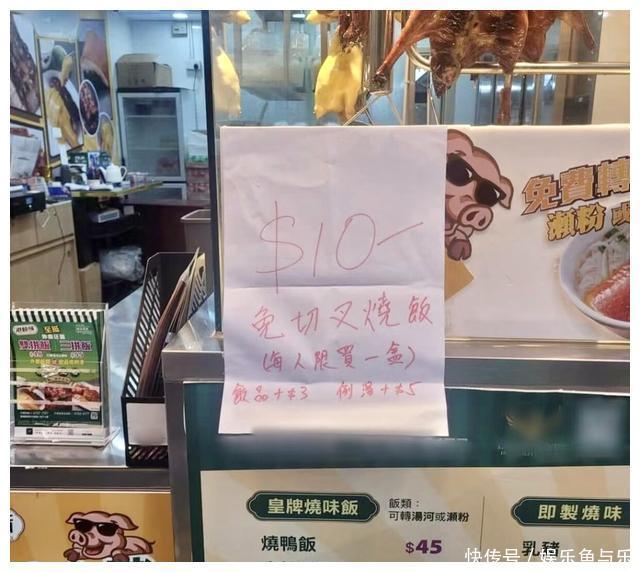 $10-
免切叉燒飯
(每人限買一盒)
飲品+$3 例湯+$5
免費轉
瀨粉 或
皇牌燒味飯
飯類：
可轉湯河或瀨粉
燒鴨飯
$45
即製燒味
乳豬
快传号/娱乐鱼与乐